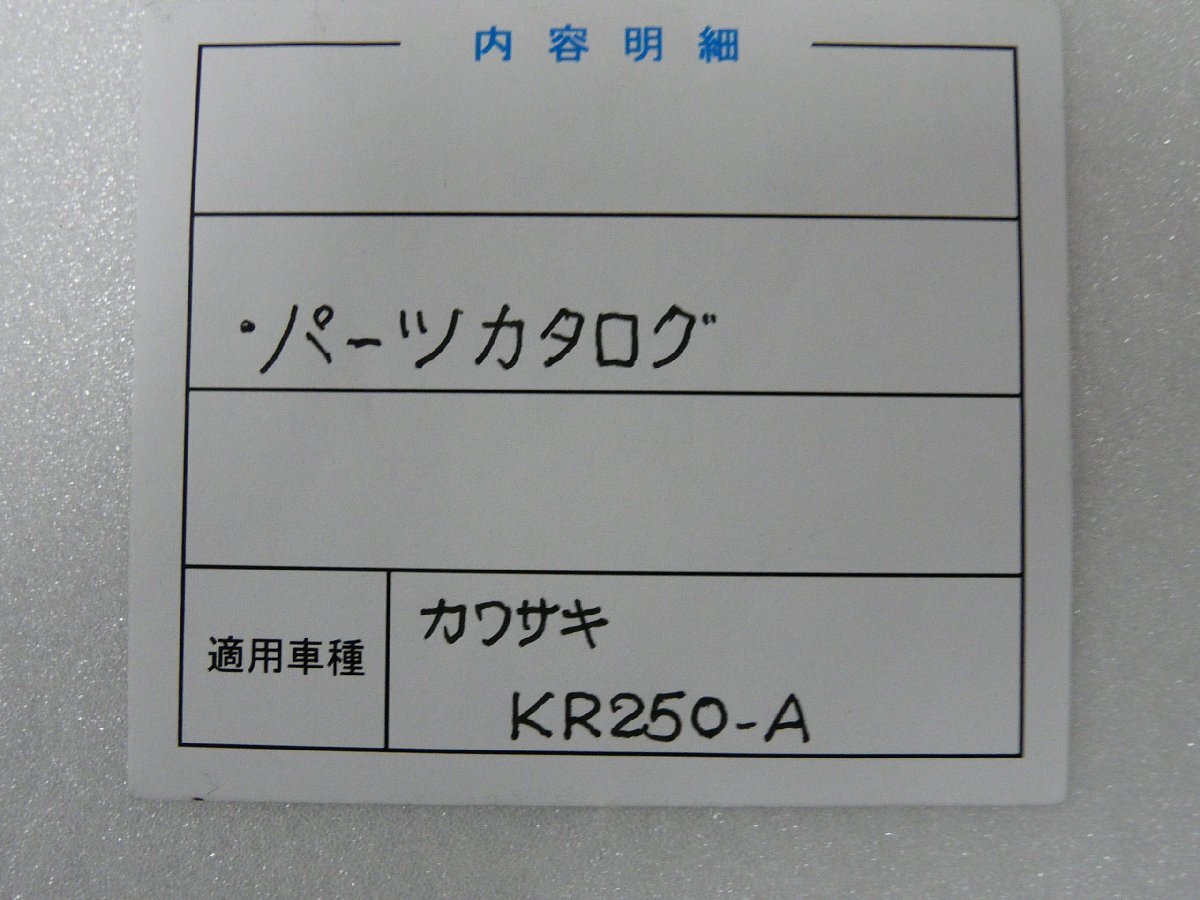 内容明細
・パーツカタログ
適用車種
カワサキ
KR250-A